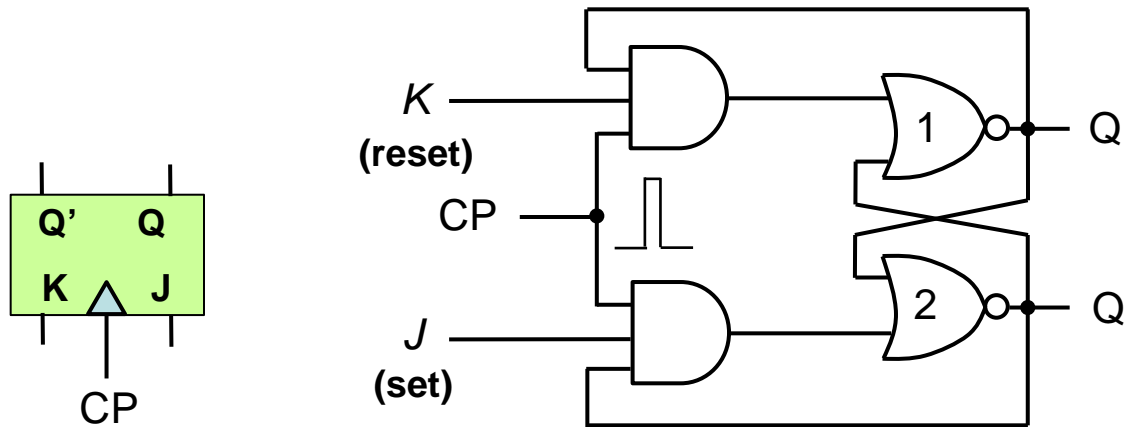 Q’ Q
K J
CP
K
(reset)
CP
J
(set)
1
2
Q
Q